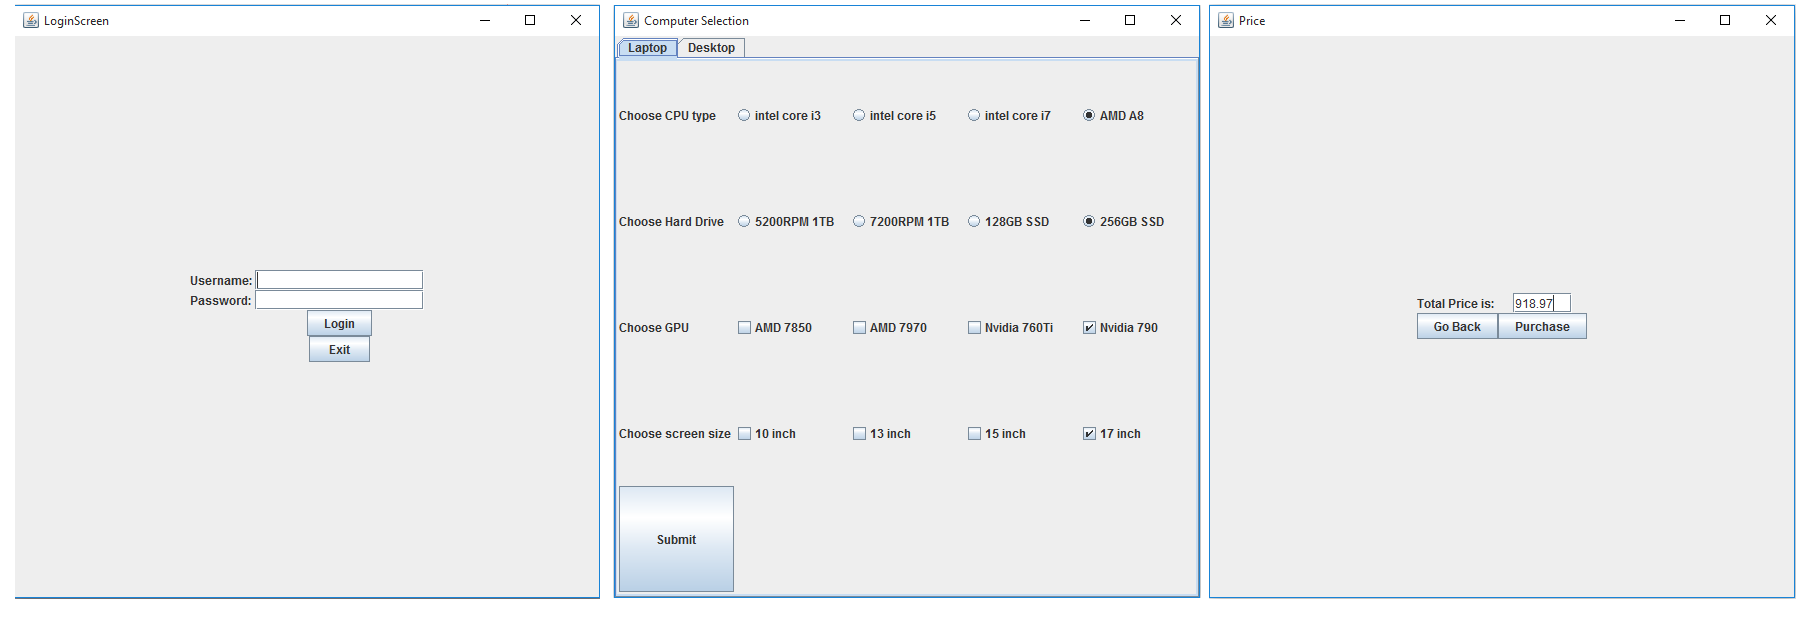 LoginScreen
Username:
Password:
Login
Exit
Computer Selection
Laptop Desktop
Choose CPU type intel core i3 intel core i5 intel core i7 AMD A8
Choose Hard Drive 5200RPM 1TB 7200RPM 1TB 128GB SSD 256GB SSD
Choose GPU AMD 7850 AMD 7970 Nvidia 760Ti Nvidia 790
Choose screen size 10 inch 13 inch 15 inch 17 inch
Submit
Price
Total Price is: 918.97
Go Back Purchase